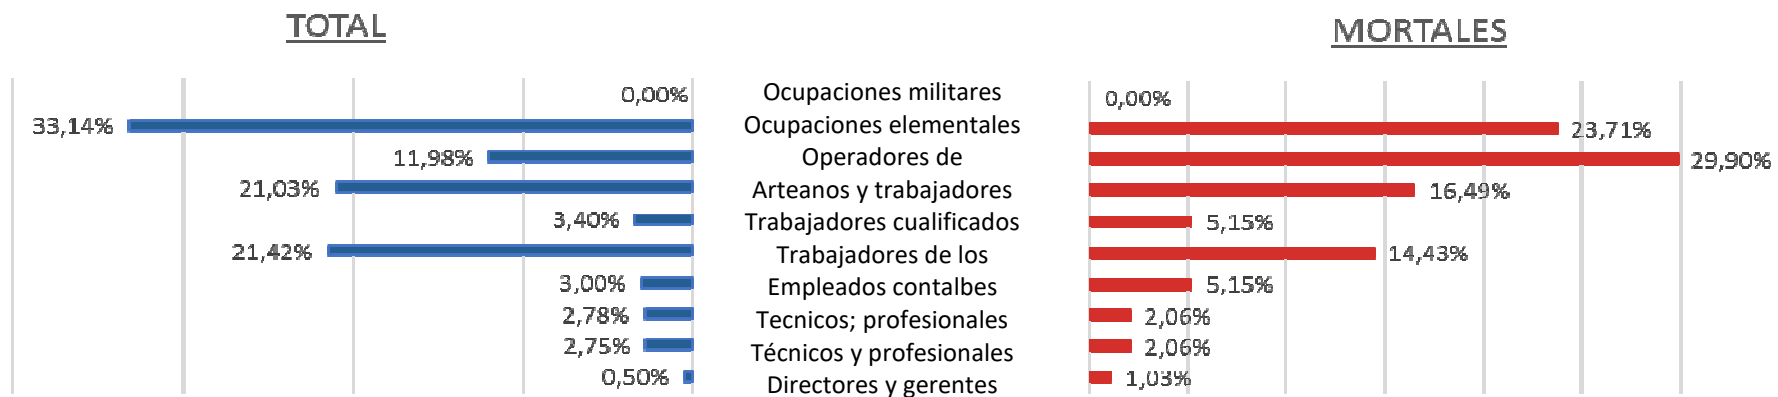 TOTAL
MORTALES
0,00% Ocupaciones militares 0,00%
33,14% Ocupaciones elementales 23,71%
11,98% Operadores de 29,90%
21,03% Arteanos y trabajadores 16,49%
3,40% Trabajadores cualificados 5,15%
21,42% Trabajadores de los 14,43%
3,00% Empleados contalbes 5,15%
2,78% Tecnicos; profesionales 2,06%
2,75% Técnicos y profesionales 2,06%
0,50% Directores y gerentes 1,03%